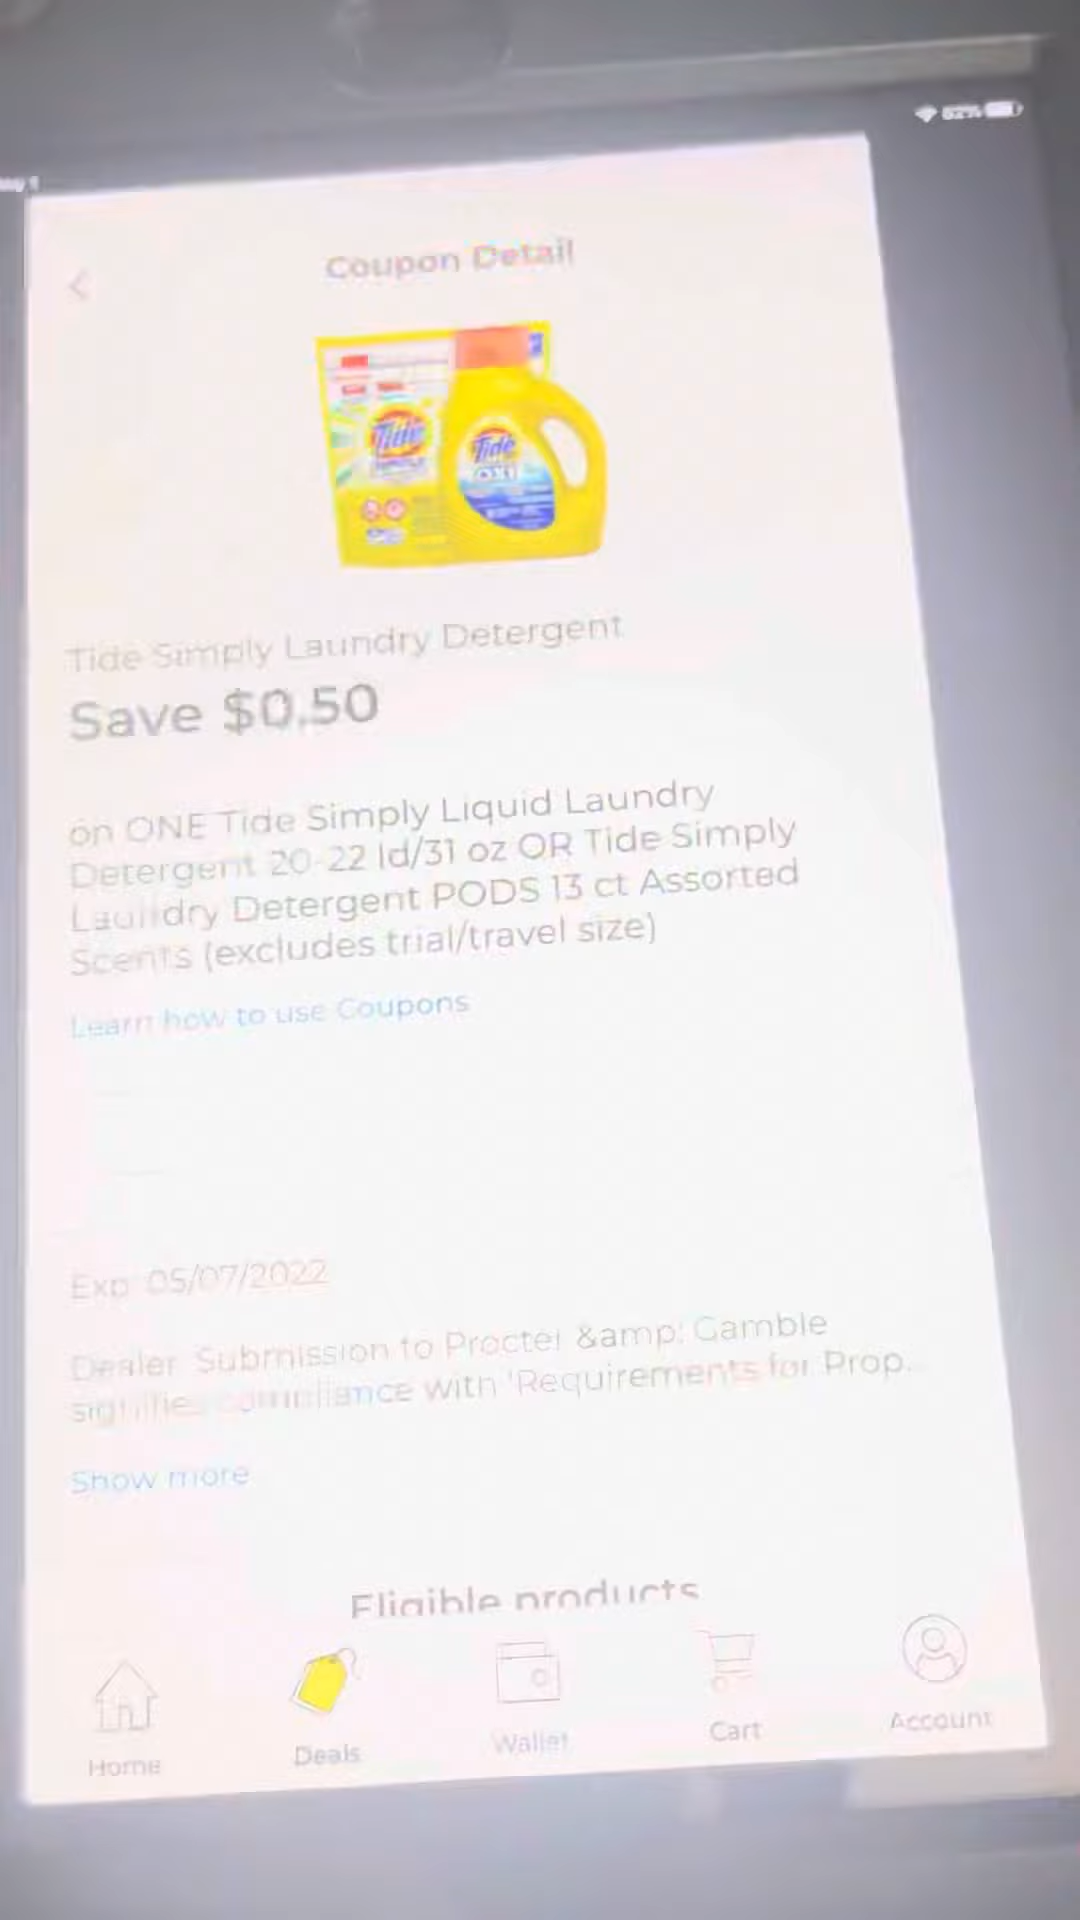 Coupon Detail
Tide
Tide
OXI
Tide Simply Laundry Detergent
Save $0.50
on ONE Tide Simply Liquid Laundry
Detergent 20-22 ld/31 oz OR Tide Simply
Laundry Detergent PODS 13 ct Assorted
Scents (excludes trial/travel size)
Learn how to use Coupons
Exp: 05/07/2022
Dealer: Submission to Procter &amp; Gamble
signifies compliance with 'Requirements for Prop...
Show more
Eligible products
Home
Deals
Wallet
Cart
Account